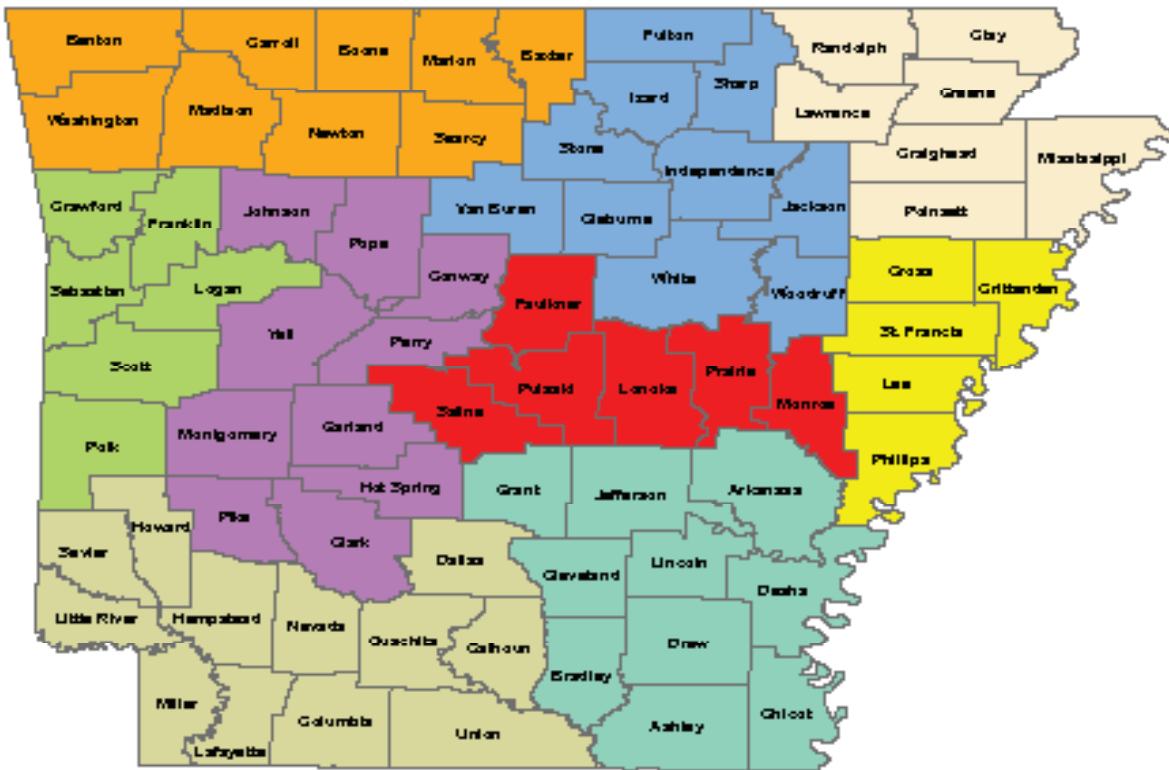 Benton
Carroll
Boone
Marion
Baxter
Fulton
Randolph
Clay
Sharp
Izard
Greene
Washington
Madison
Newton
Searcy
Lawrence
Stone
Craighead
Mississippi
Independence
Crawford
Franklin
Johnson
Pope
Van Buren
Cleburne
Jackson
Poinsett
Conway
Sebastian
Logan
Faulkner
White
Woodruff
Cross
Crittenden
Yell
Perry
St. Francis
Scott
Pulaski
Lonoke
Prairie
Lee
Saline
Monroe
Polk
Montgomery
Garland
Phillips
Hot Spring
Grant
Jefferson
Arkansas
Howard
Pike
Clark
Sevier
Dallas
Cleveland
Lincoln
Desha
Little River
Hempstead
Nevada
Ouachita
Calhoun
Drew
Bradley
Miller
Columbia
Union
Ashley
Chicot
Lafayette